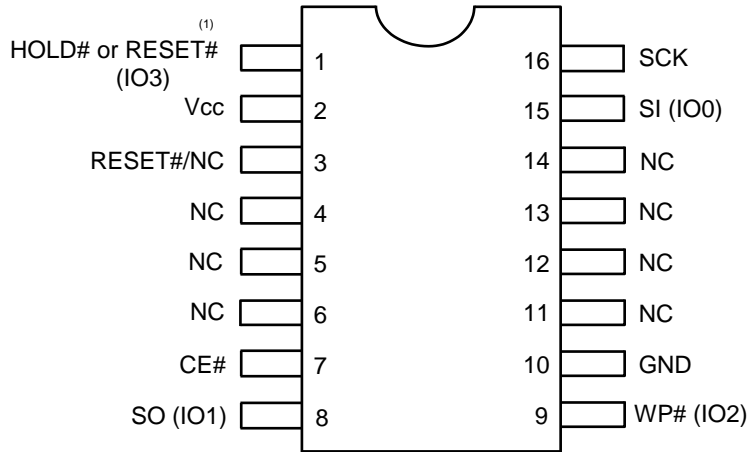 (1)
HOLD# or RESET# 1 16 SCK
(IO3)
Vcc 2 15 SI (IO0)
RESET#/NC 3 14 NC
NC 4 13 NC
NC 5 12 NC
NC 6 11 NC
CE# 7 10 GND
SO (IO1) 8 9 WP# (IO2)